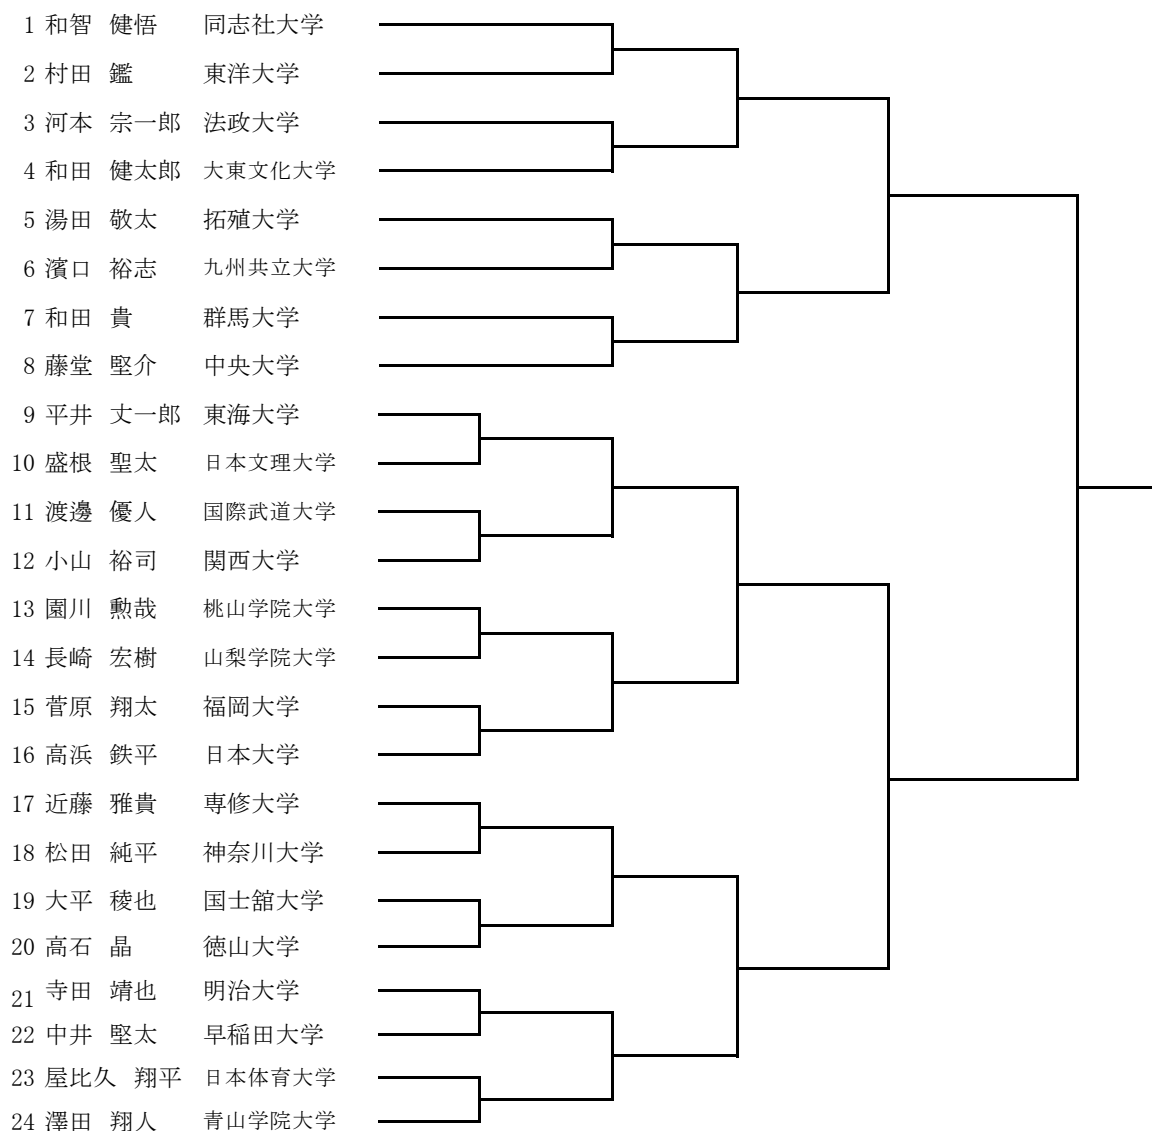 1 和智 健悟 同志社大学
2 村田 鑑 東洋大学
3 河本 宗一郎 法政大学
4 和田 健太郎 大東文化大学
5 湯田 敬太 拓殖大学
6 濱口 裕志 九州共立大学
7 和田 貴 群馬大学
8 藤堂 堅介 中央大学
9 平井 丈一郎 東海大学
10 盛根 聖太 日本文理大学
11 渡邊 優人 国際武道大学
12 小山 裕司 関西大学
13 園川 勲哉 桃山学院大学
14 長崎 宏樹 山梨学院大学
15 菅原 翔太 福岡大学
16 高浜 鉄平 日本大学
17 近藤 雅貴 専修大学
18 松田 純平 神奈川大学
19 大平 稜也 国士舘大学
20 高石 晶 徳山大学
21 寺田 靖也 明治大学
22 中井 堅太 早稲田大学
23 屋比久 翔平 日本体育大学
24 澤田 翔人 青山学院大学